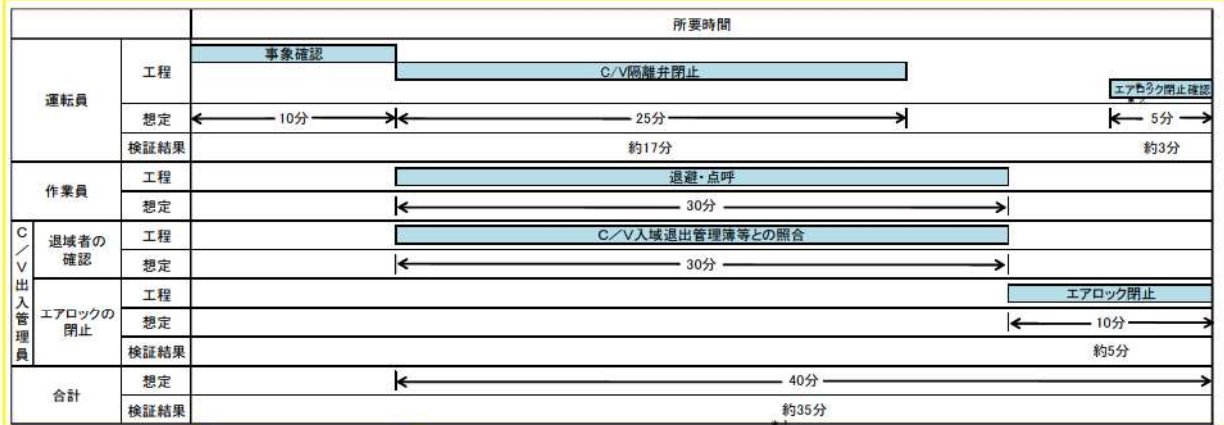 所要時間
運転員
工程
事象確認
C/V隔離弁閉止
エアロック閉止確認
想定
10分
25分
5分
検証結果
約17分
約3分
作業員
工程
退避・点呼
想定
30分
C/V出入管理員
退域者の
確認
工程
C/V入域退出管理簿等との照合
想定
30分
エアロックの
閉止
工程
エアロック閉止
想定
10分
検証結果
約5分
合計
想定
40分
検証結果
約35分